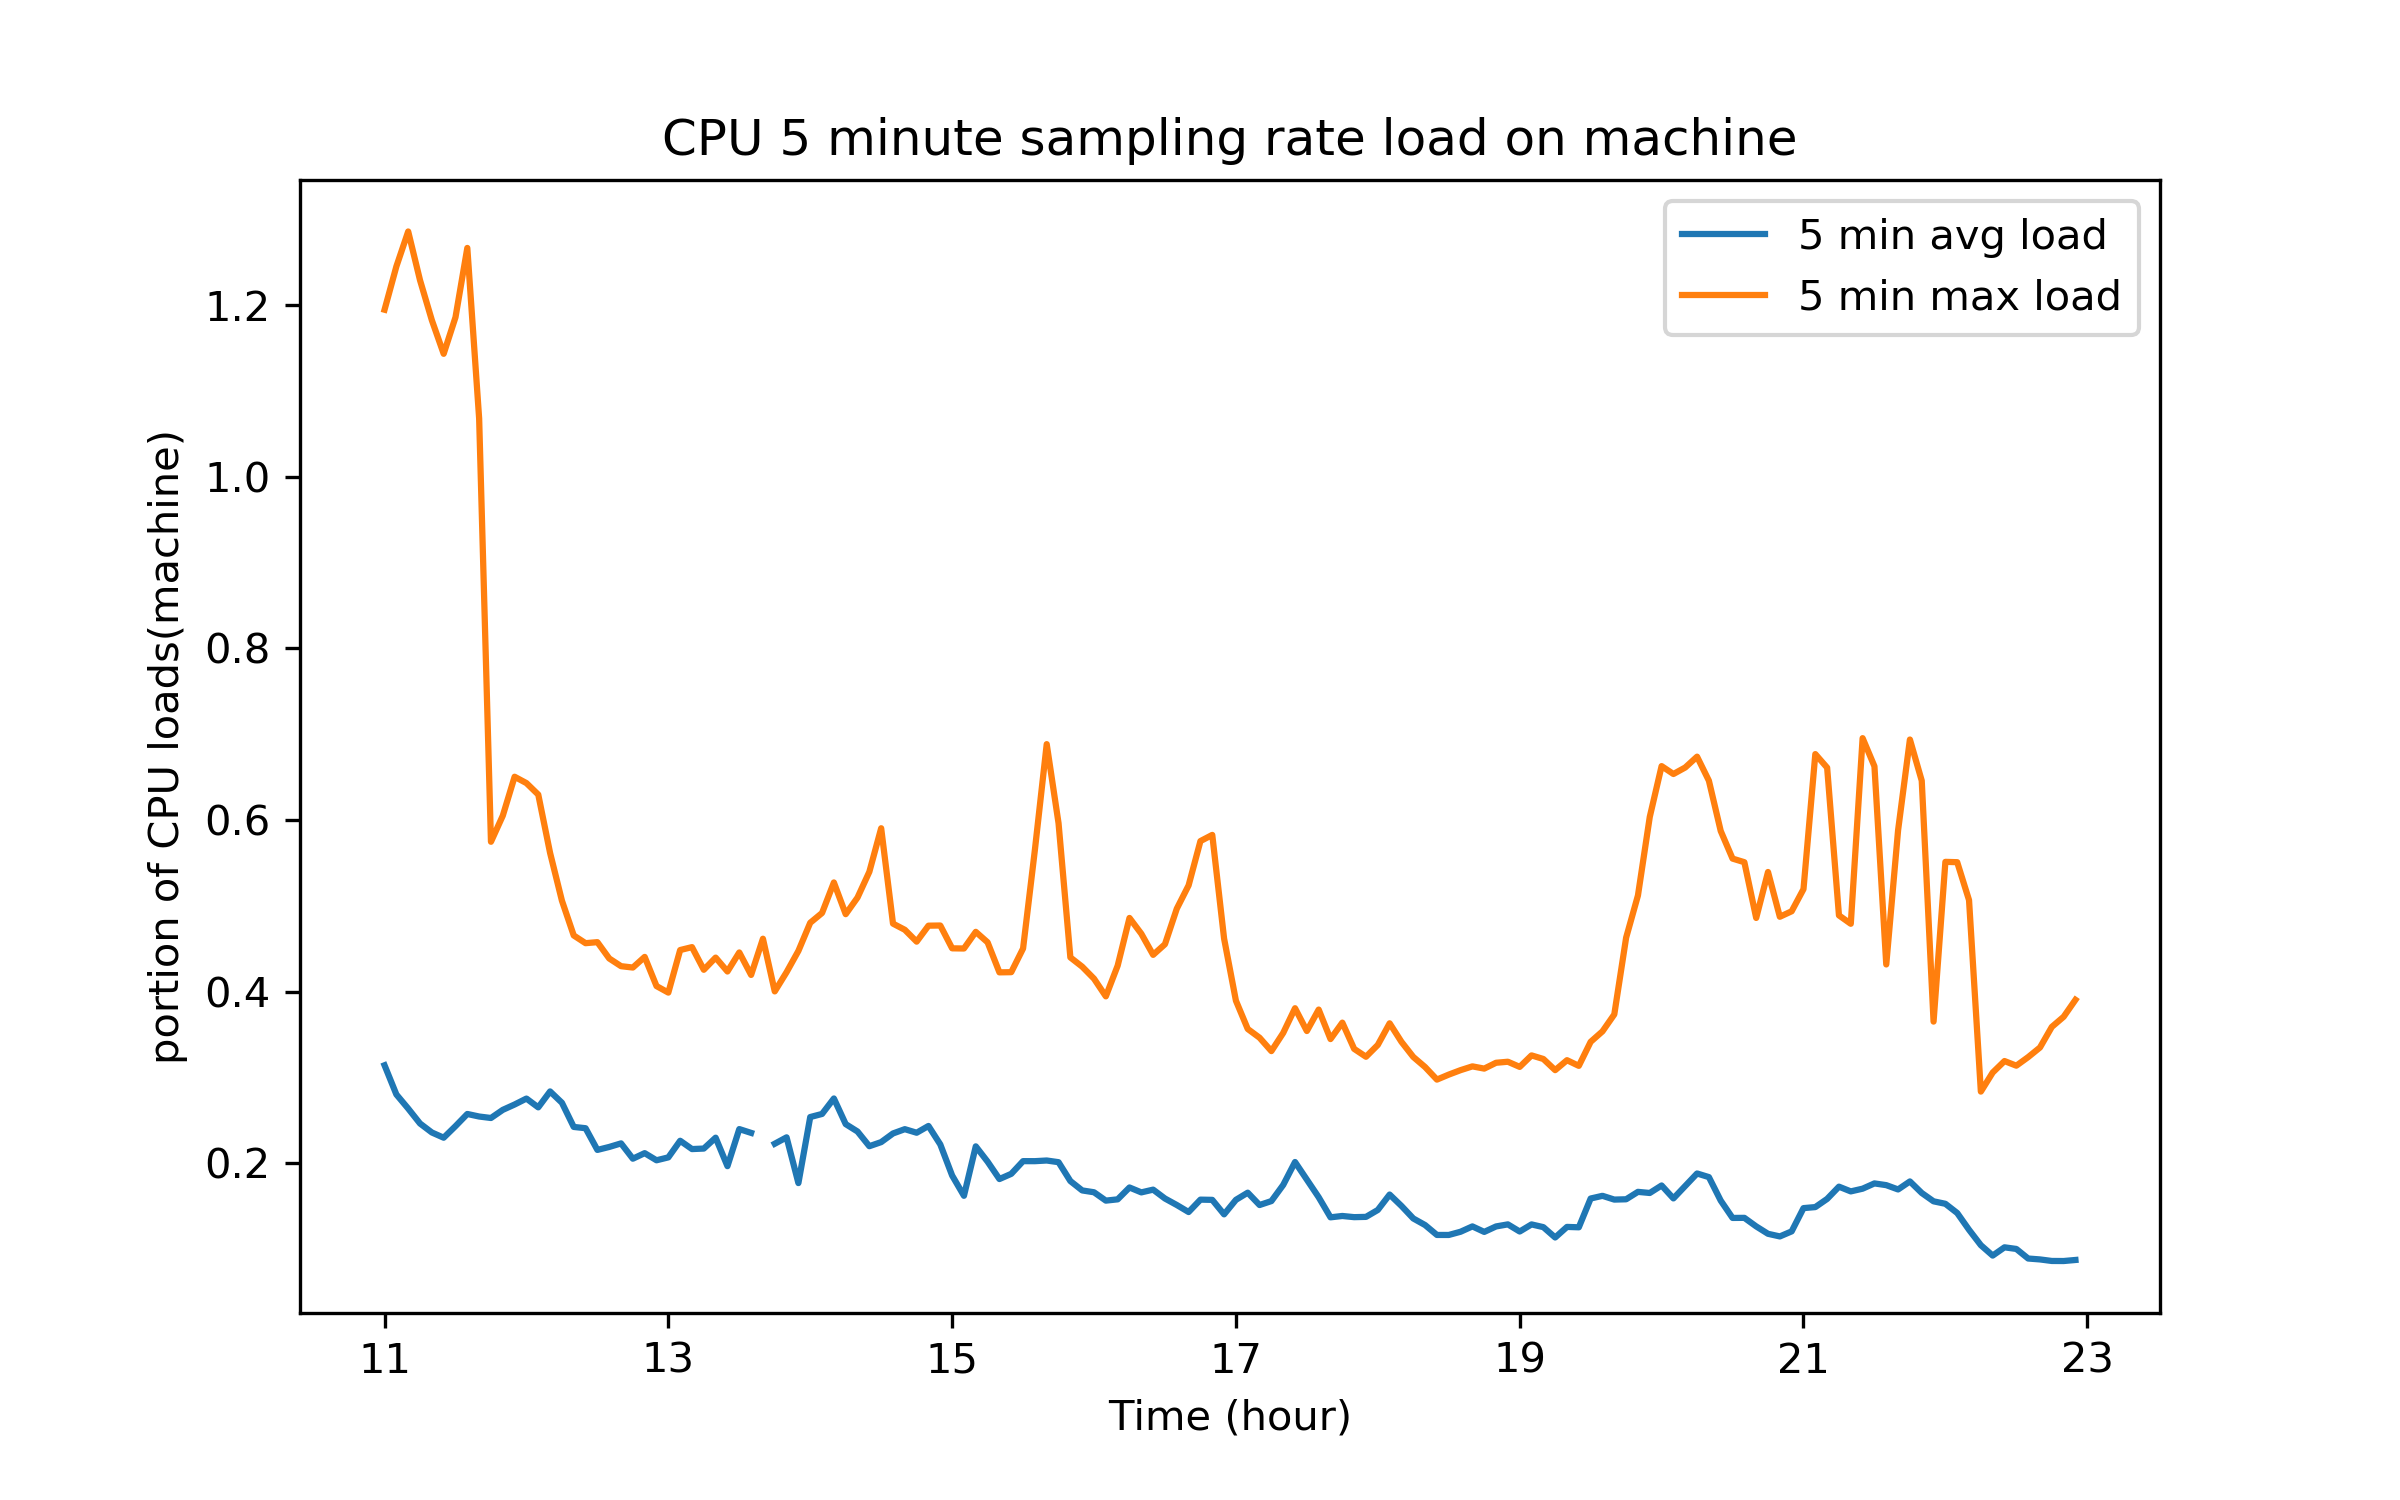 CPU 5 minute sampling rate load on machine
5 min avg load
5 min max load
portion of CPU loads(machine)
1.2
1.0
0.8
0.6
0.4
0.2
11 13 15 17 19 21 23
Time (hour)